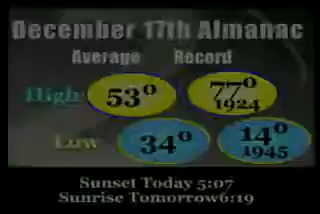 December 17th Almanac
Average Record
High 53° 77°
1924
Low 34° 14°
1945
Sunset Today 5:07
Sunrise Tomorrow6:19